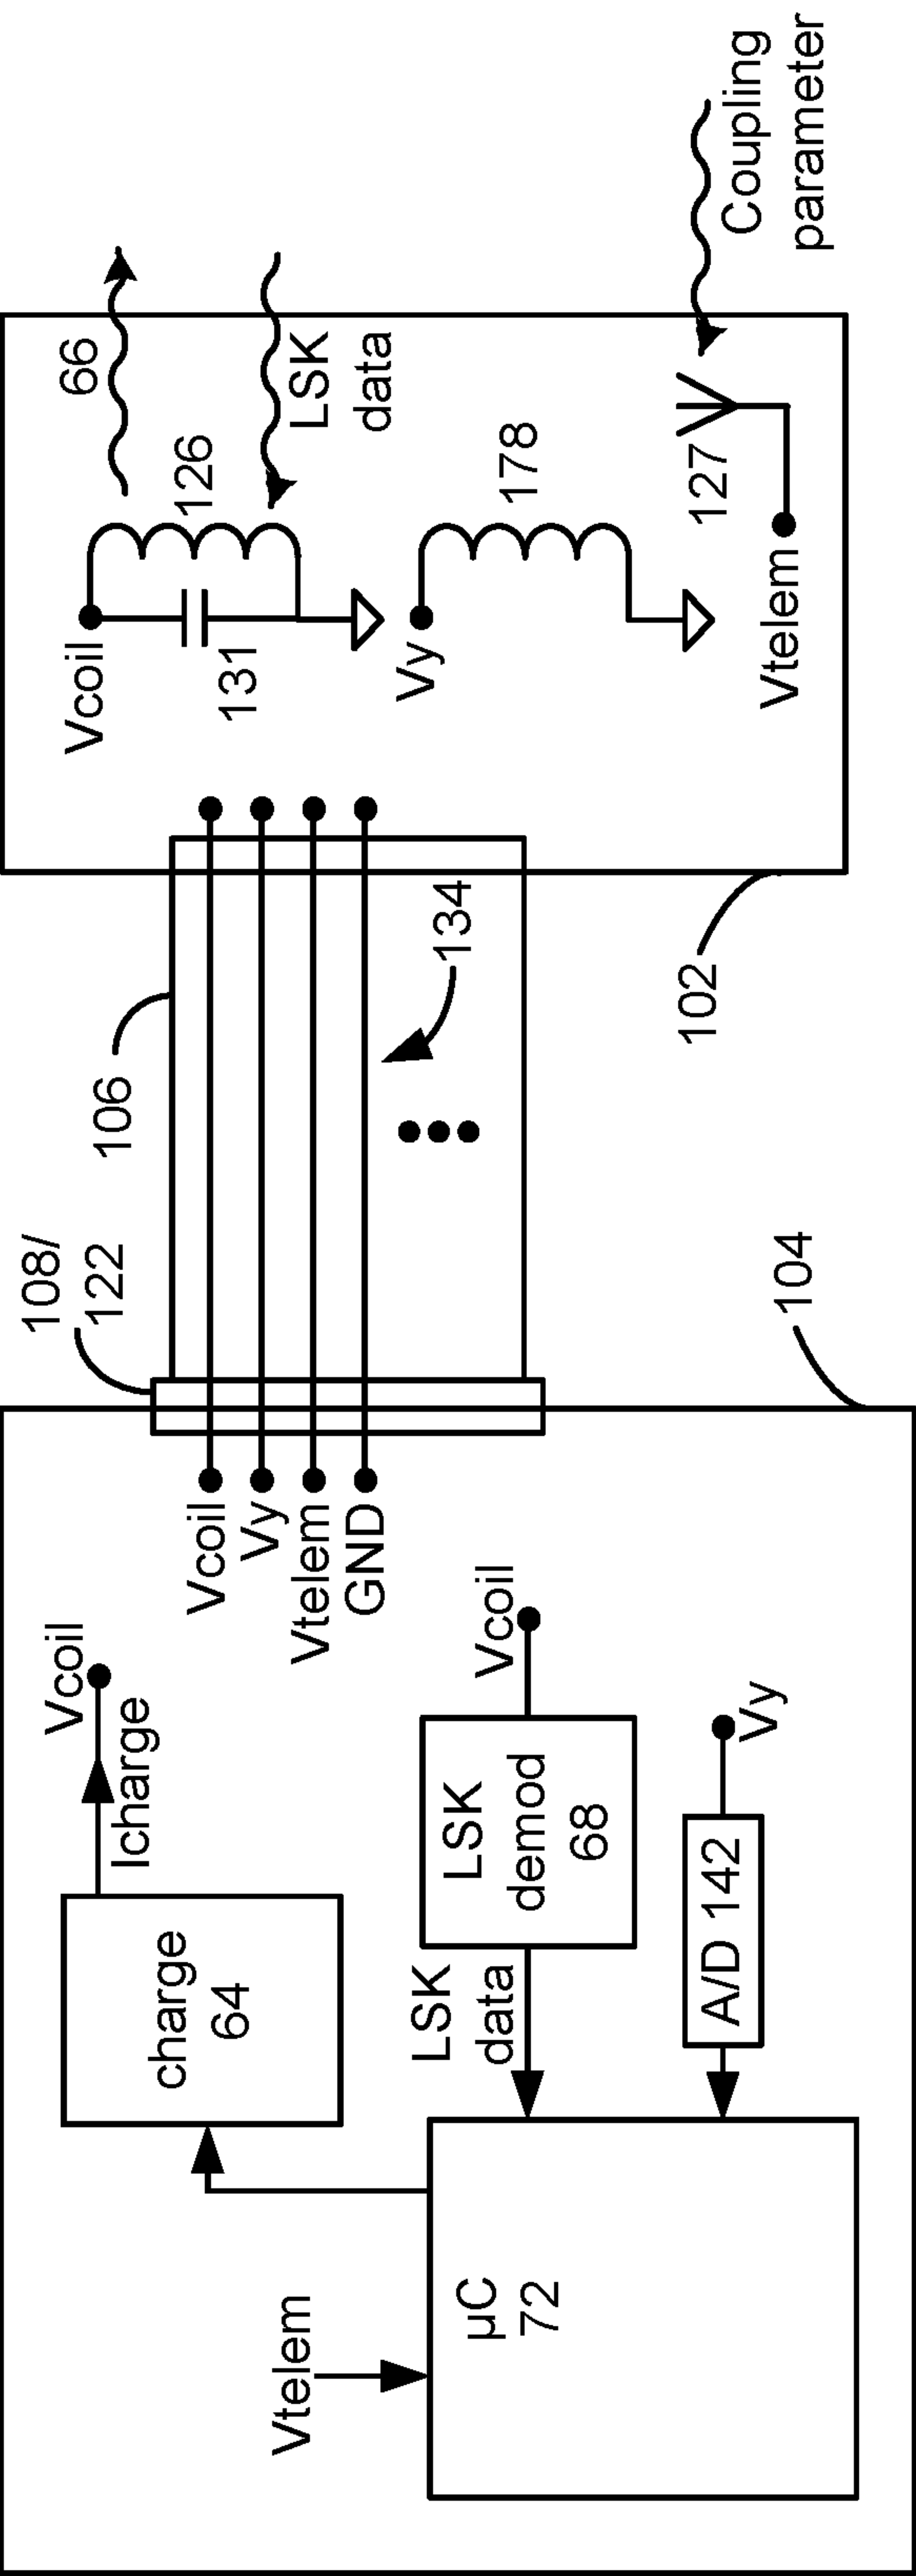 Vtelem
µC
72
charge
64
Icharge
Vcoil
LSK
data
LSK
demod
68
Vcoil
A/D 142
Vy
Vcoil
Vy
Vtelem
GND
104
108/
122
106
134
102
Vcoil
131
126
66
LSK
data
Vy
178
Vtelem
127
Coupling
parameter